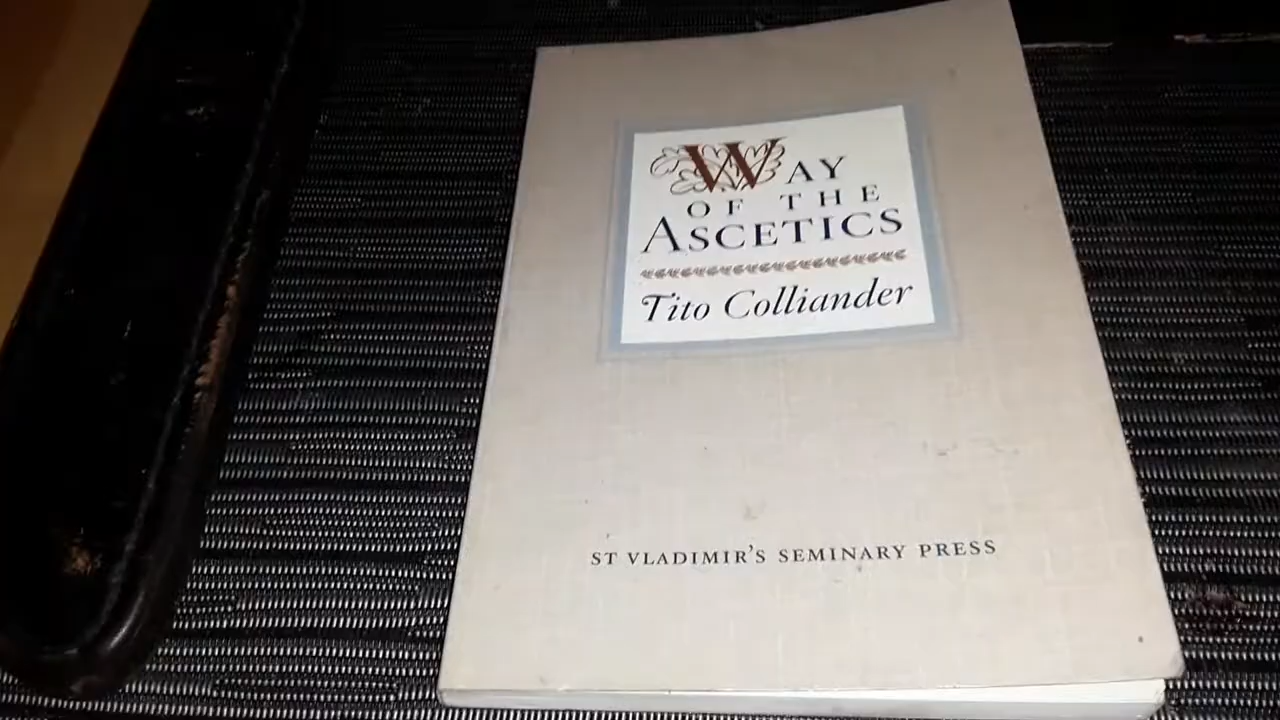 WAY
OF THE
ASCETICS
Tito Colliander
ST VLADIMIR'S SEMINARY PRESS